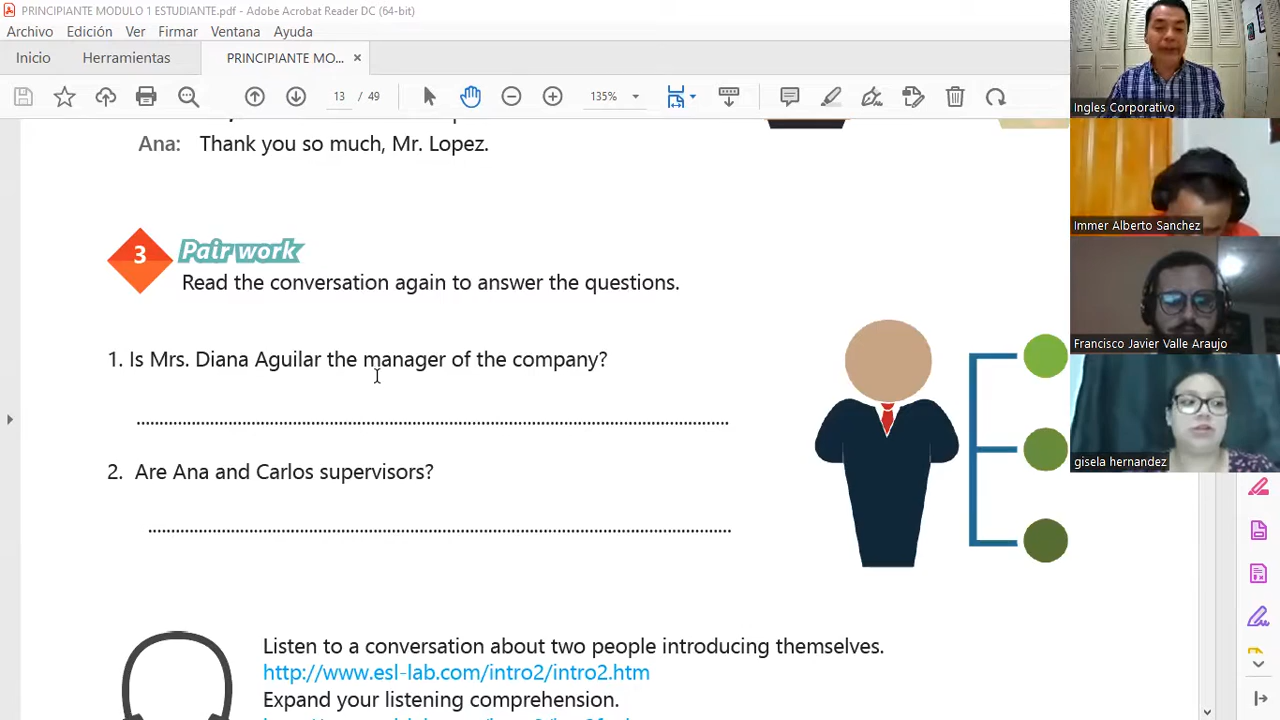 PRINCIPIANTE MODULO 1 ESTUDIANTE.pdf - Adobe Acrobat Reader DC (64-bit)
Archivo Edición Ver Firmar Ventana Ayuda
Inicio Herramientas PRINCIPIANTE MO... ×
13 / 49 135%
Ana: Thank you so much, Mr. Lopez.
3 Pair work
Read the conversation again to answer the questions.
1. Is Mrs. Diana Aguilar the manager of the company?
2. Are Ana and Carlos supervisors?
Listen to a conversation about two people introducing themselves.
http://www.esl-lab.com/intro2/intro2.htm
Expand your listening comprehension.
Ingles Corporativo
Immer Alberto Sanchez
Francisco Javier Valle Araujo
gisela hernandez